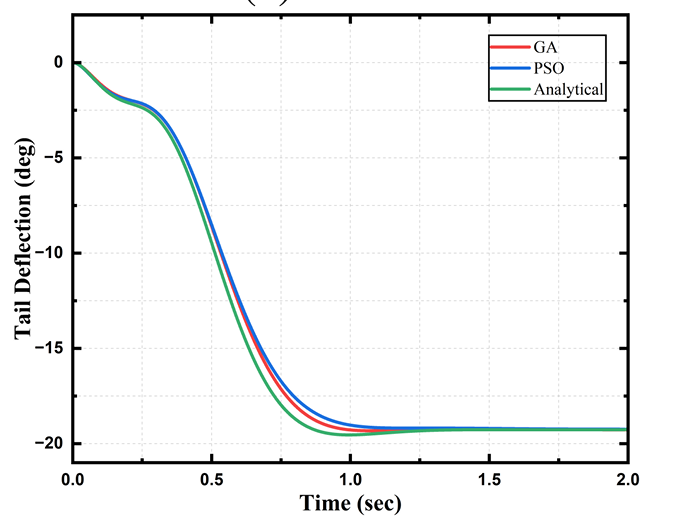 GA
PSO
Analytical
0
−5
−10
−15
−20
Tail Deflection (deg)
0.0 0.5 1.0 1.5 2.0
Time (sec)